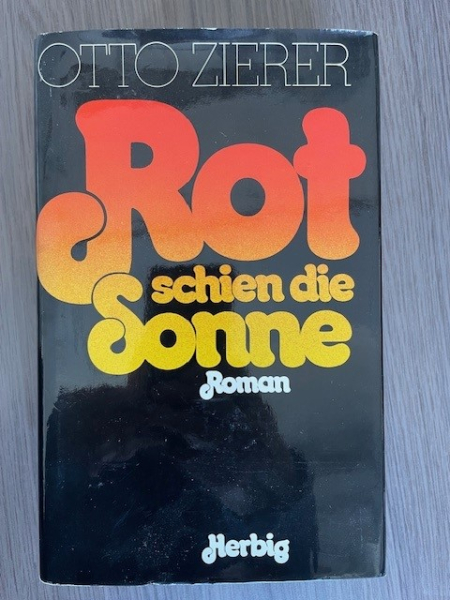 OTTO ZIERER
Rot
schien die
Sonne
Roman
Herbig